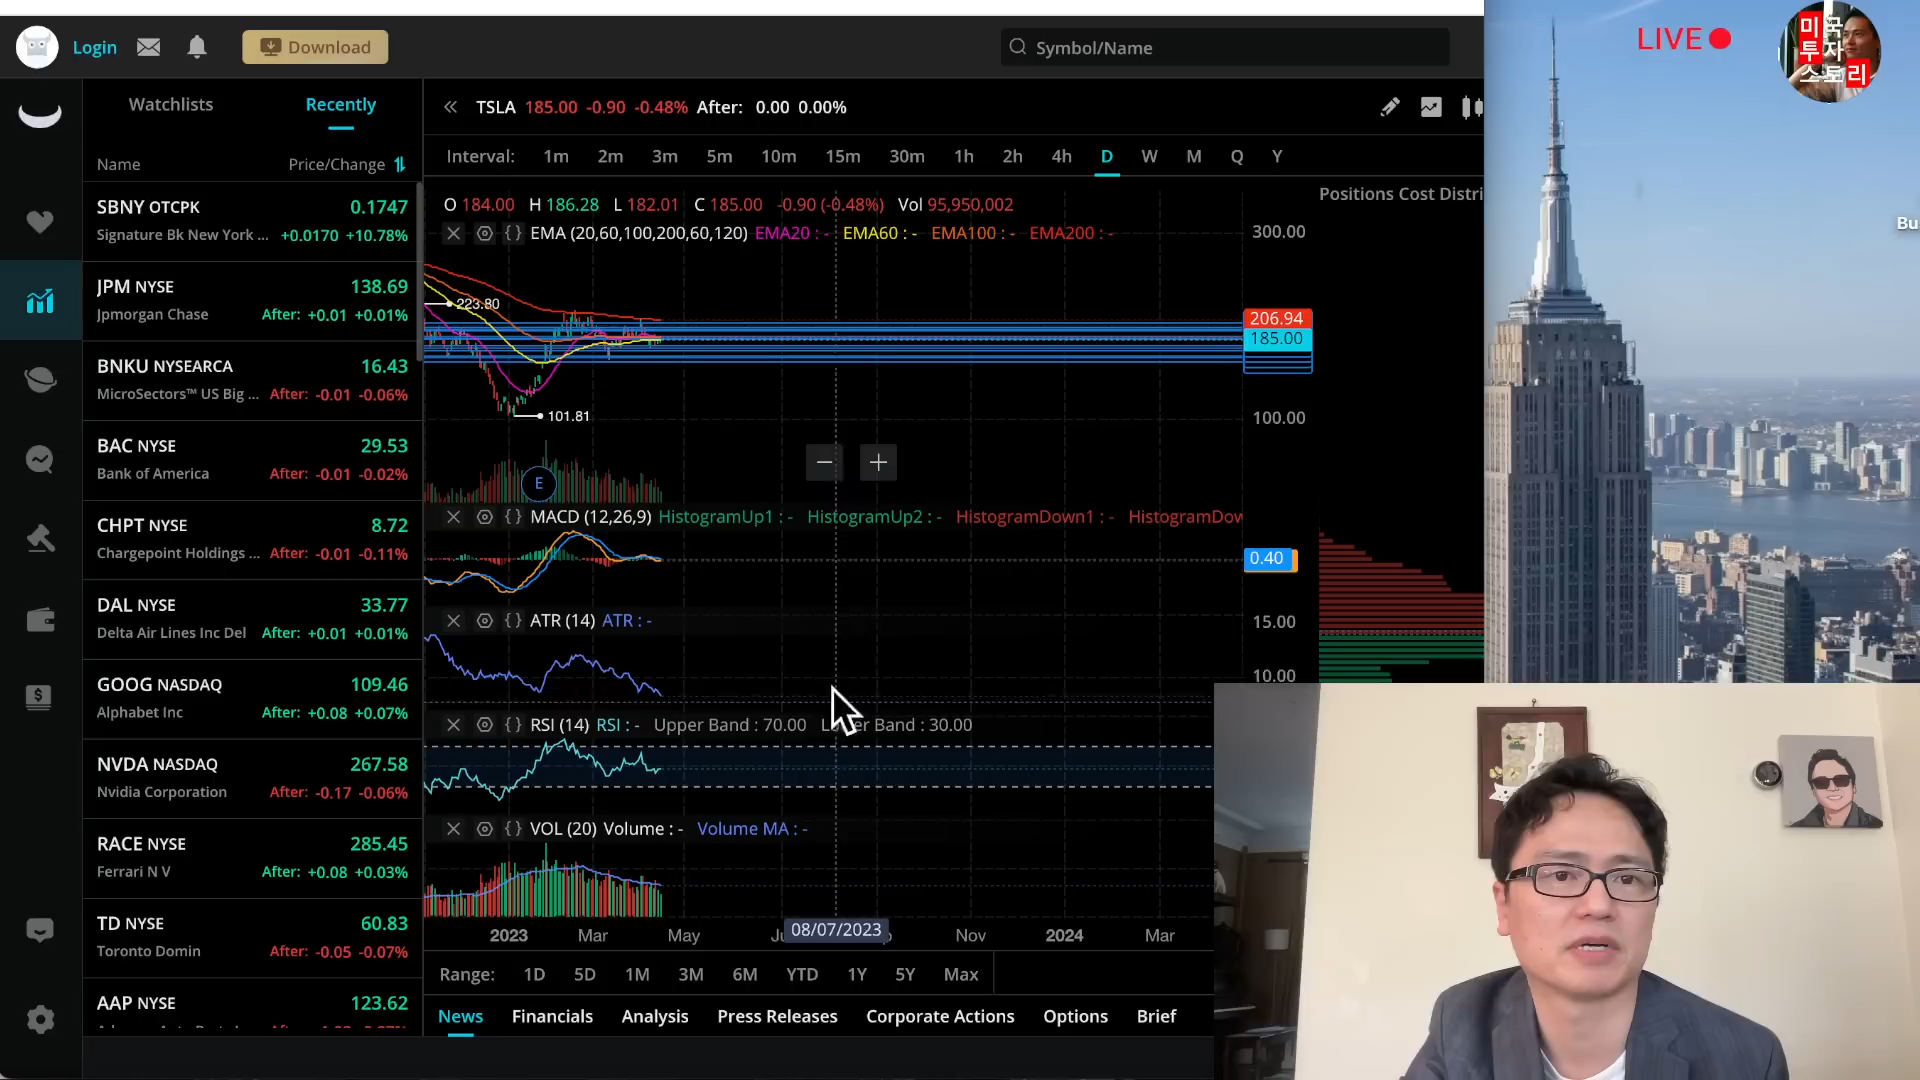 Login
Download
Symbol/Name
LIVE
미국
투자
스토리
Bu
Watchlists
Recently
Name
Price/Change
SBNY OTCPK 0.1747
Signature Bk New York ... +0.0170 +10.78%
JPM NYSE 138.69
Jpmorgan Chase After: +0.01 +0.01%
BNKU NYSEARCA 16.43
MicroSectors™ US Big ... After: -0.01 -0.06%
BAC NYSE 29.53
Bank of America After: -0.01 -0.02%
CHPT NYSE 8.72
Chargepoint Holdings ... After: -0.01 -0.11%
DAL NYSE 33.77
Delta Air Lines Inc Del After: +0.01 +0.01%
GOOG NASDAQ 109.46
Alphabet Inc After: +0.08 +0.07%
NVDA NASDAQ 267.58
Nvidia Corporation After: -0.17 -0.06%
RACE NYSE 285.45
Ferrari N V After: +0.08 +0.03%
TD NYSE 60.83
Toronto Domin After: -0.05 -0.07%
AAP NYSE 123.62
TSLA 185.00 -0.90 -0.48% After: 0.00 0.00%
Interval: 1m 2m 3m 5m 10m 15m 30m 1h 2h 4h D W M Q Y
O 184.00 H 186.28 L 182.01 C 185.00 -0.90 (-0.48%) Vol 95,950,002
Positions Cost Distri
EMA (20,60,100,200,60,120) EMA20 : - EMA60 : - EMA100 : - EMA200 : -
300.00
223.80
206.94
185.00
101.81
100.00
E
MACD (12,26,9) HistogramUp1 : - HistogramUp2 : - HistogramDown1 : - HistogramDow
0.40
ATR (14) ATR : -
15.00
10.00
RSI (14) RSI : - Upper Band : 70.00 Lower Band : 30.00
VOL (20) Volume : - Volume MA : -
2023 Mar May Ju 08/07/2023 p Nov 2024 Mar
Range: 1D 5D 1M 3M 6M YTD 1Y 5Y Max
News Financials Analysis Press Releases Corporate Actions Options Brief